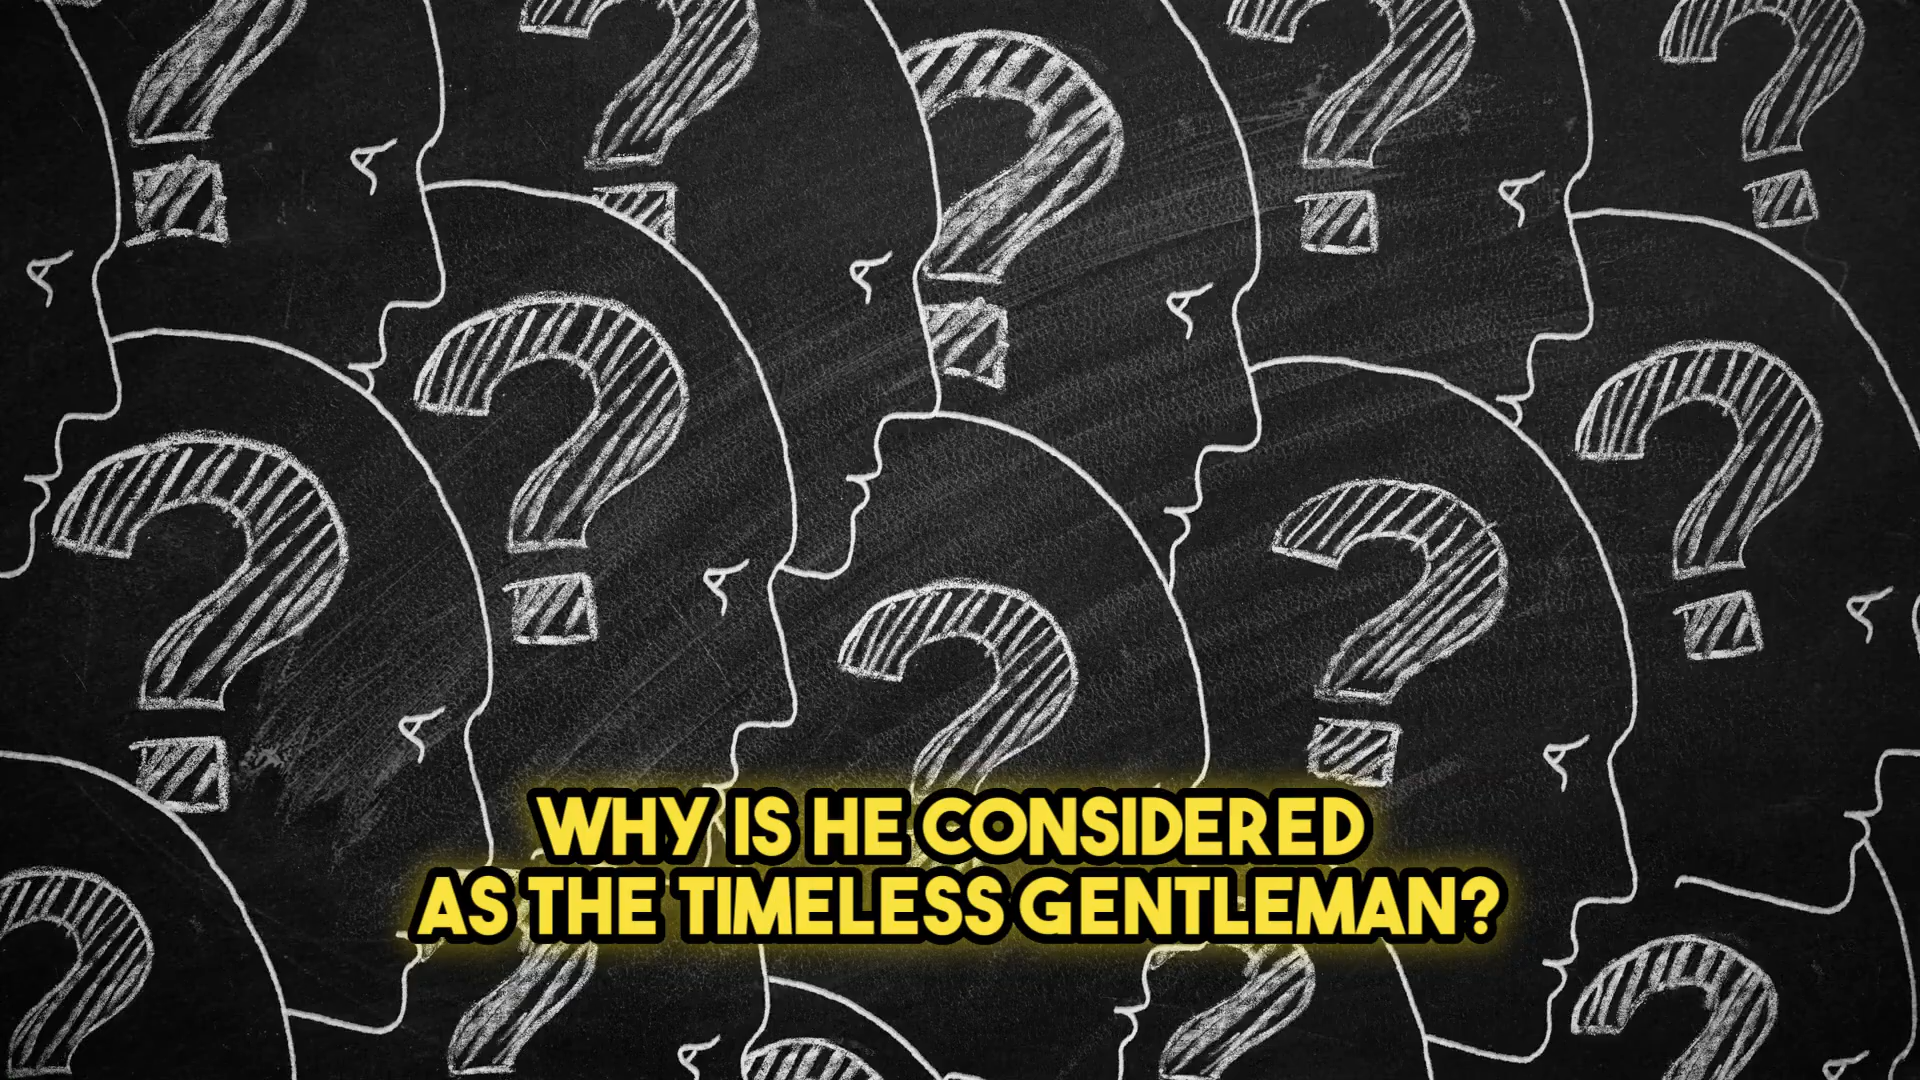 WHY IS HE CONSIDERED
AS THE TIMELESS GENTLEMAN?